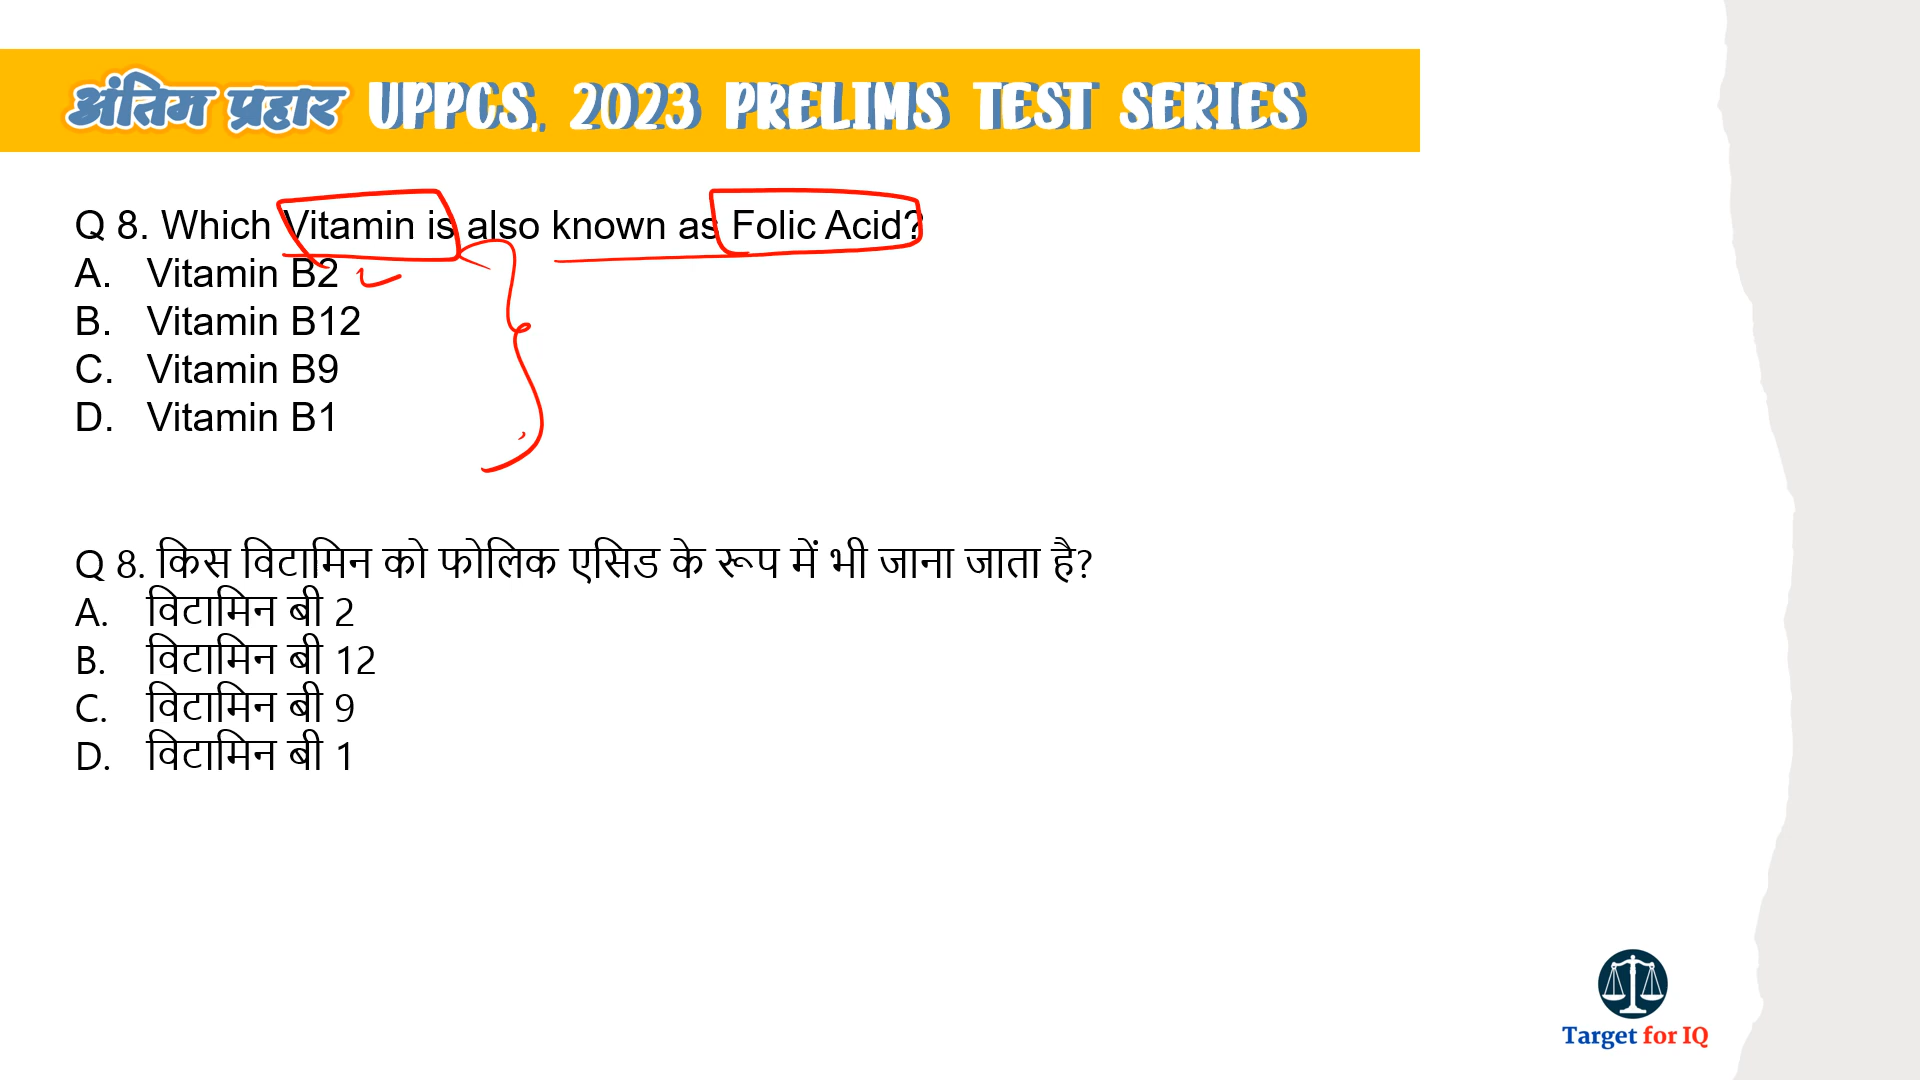 अंतिम प्रहार UPPCS, 2023 PRELIMS TEST SERIES
Q 8. Which Vitamin is also known as Folic Acid?
A. Vitamin B2
B. Vitamin B12
C. Vitamin B9
D. Vitamin B1
Q 8. किस विटामिन को फोलिक एसिड के रूप में भी जाना जाता है?
A. विटामिन बी 2
B. विटामिन बी 12
C. विटामिन बी 9
D. विटामिन बी 1
Target for IQ